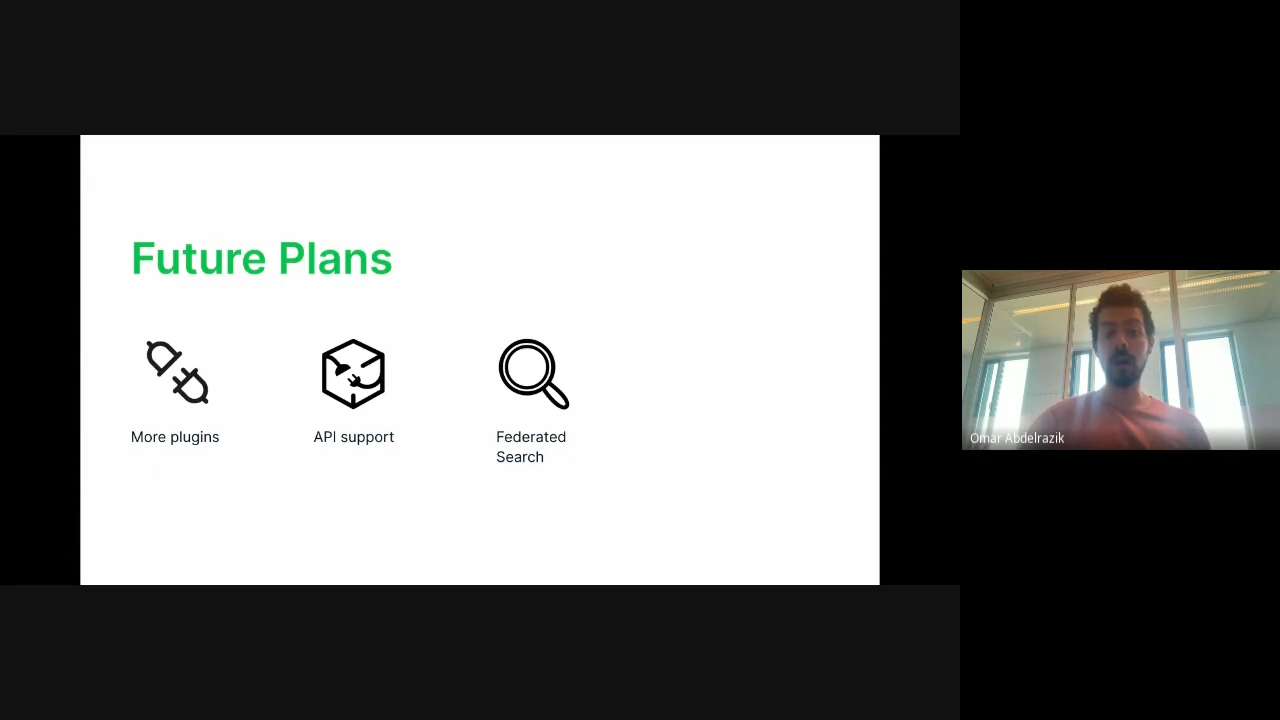 Future Plans
More plugins
API support
Federated
Search
Omar Abdelrazik